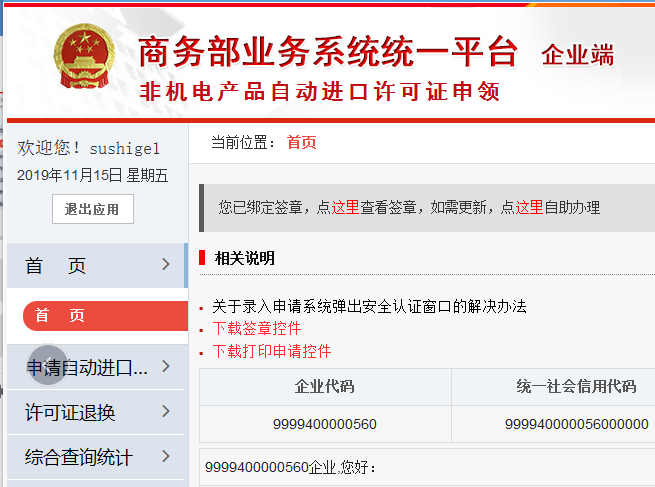 商务部业务系统统一平台 企业端
非机电产品自动进口许可证申领
欢迎您！sushige1
2019年11月15日 星期五
退出应用
首 页
首 页
申请自动进口...
许可证退换
综合查询统计
当前位置： 首页
您已绑定签章，点这里查看签章，如需更新，点这里自助办理
相关说明
关于录入申请系统弹出安全认证窗口的解决办法
下载签章控件
下载打印申请控件
企业代码 统一社会信用代码
9999400000560 999940000056000000
9999400000560企业,您好: